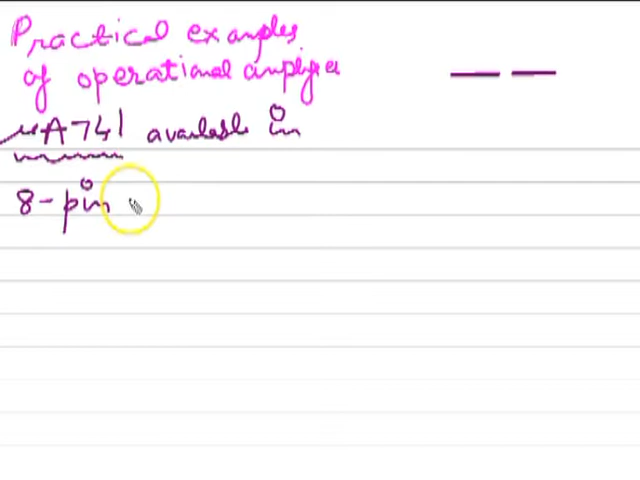 Practical examples
of operational amplifier
μA741 available in
8-pin